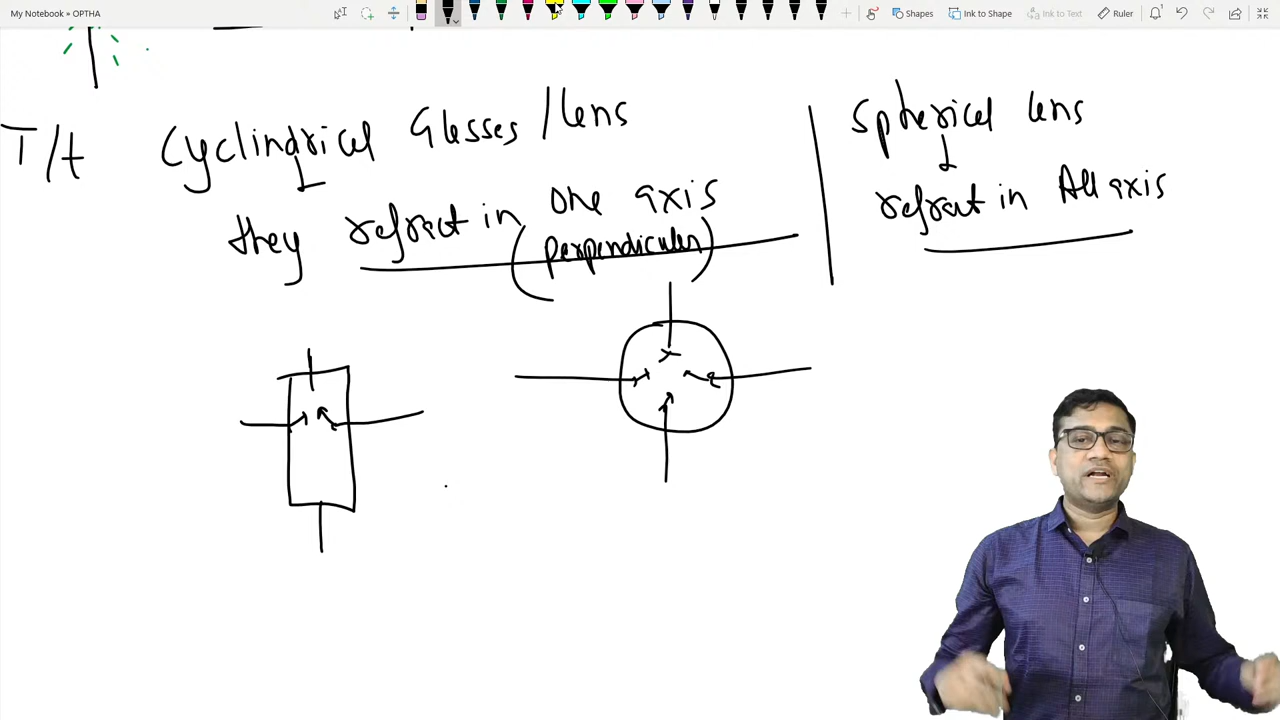 My Notebook » OPTHA
Shapes
Ink to Shape
Ink to Text
Ruler
T/t Cyclindrical Glasses/lens
they refract in one axis
(perpendicular)
Spherical lens
refract in All axis